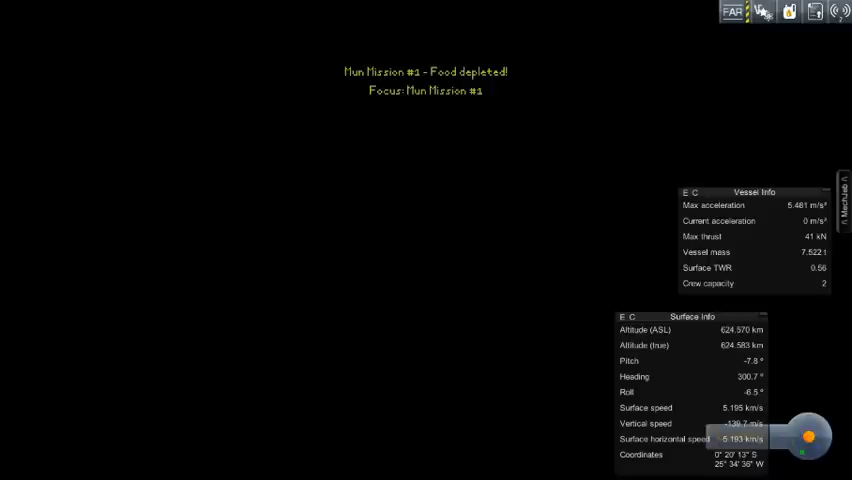 FAR
Mun Mission #1 - Food depleted!
Focus: Mun Mission #1
E C Vessel Info
Max acceleration 5.481 m/s²
Current acceleration 0 m/s²
Max thrust 41 kN
Vessel mass 7.522 t
Surface TWR 0.56
Crew capacity 2
/\ MechJeb /\
E C Surface Info
Altitude (ASL) 624.570 km
Altitude (true) 624.583 km
Pitch -7.8 °
Heading 300.7 °
Roll -6.5 °
Surface speed 5.195 km/s
Vertical speed -139.7 m/s
Surface horizontal speed 5.193 km/s
Coordinates 0° 20' 13" S
25° 34' 36" W